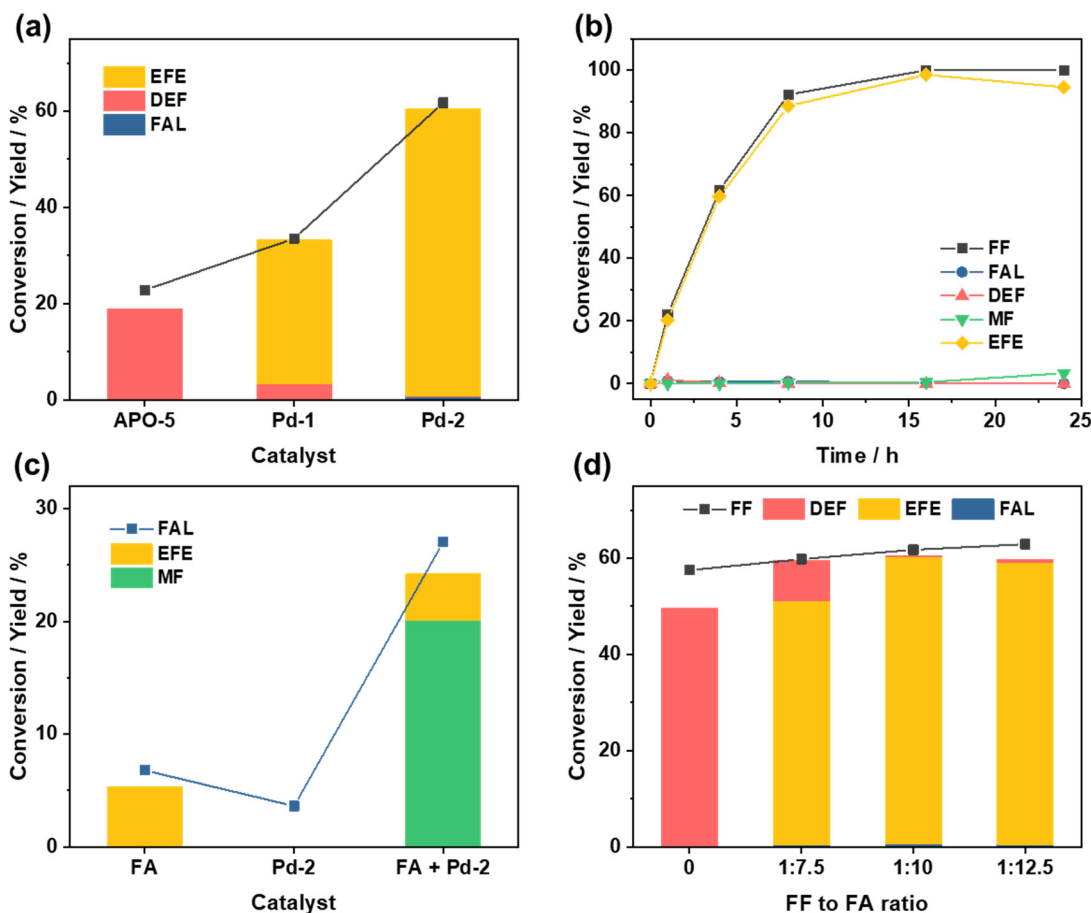 (a)
EFE
DEF
FAL
Conversion / Yield / %
60
40
20
0
APO-5 Pd-1 Pd-2
Catalyst
(b)
Conversion / Yield / %
100
80
60
40
20
0
FF
FAL
DEF
MF
EFE
0 5 10 15 20 25
Time / h
(c)
FAL
EFE
MF
Conversion / Yield / %
30
20
10
0
FA Pd-2 FA + Pd-2
Catalyst
(d)
FF DEF EFE FAL
Conversion / Yield / %
60
40
20
0
0 1:7.5 1:10 1:12.5
FF to FA ratio